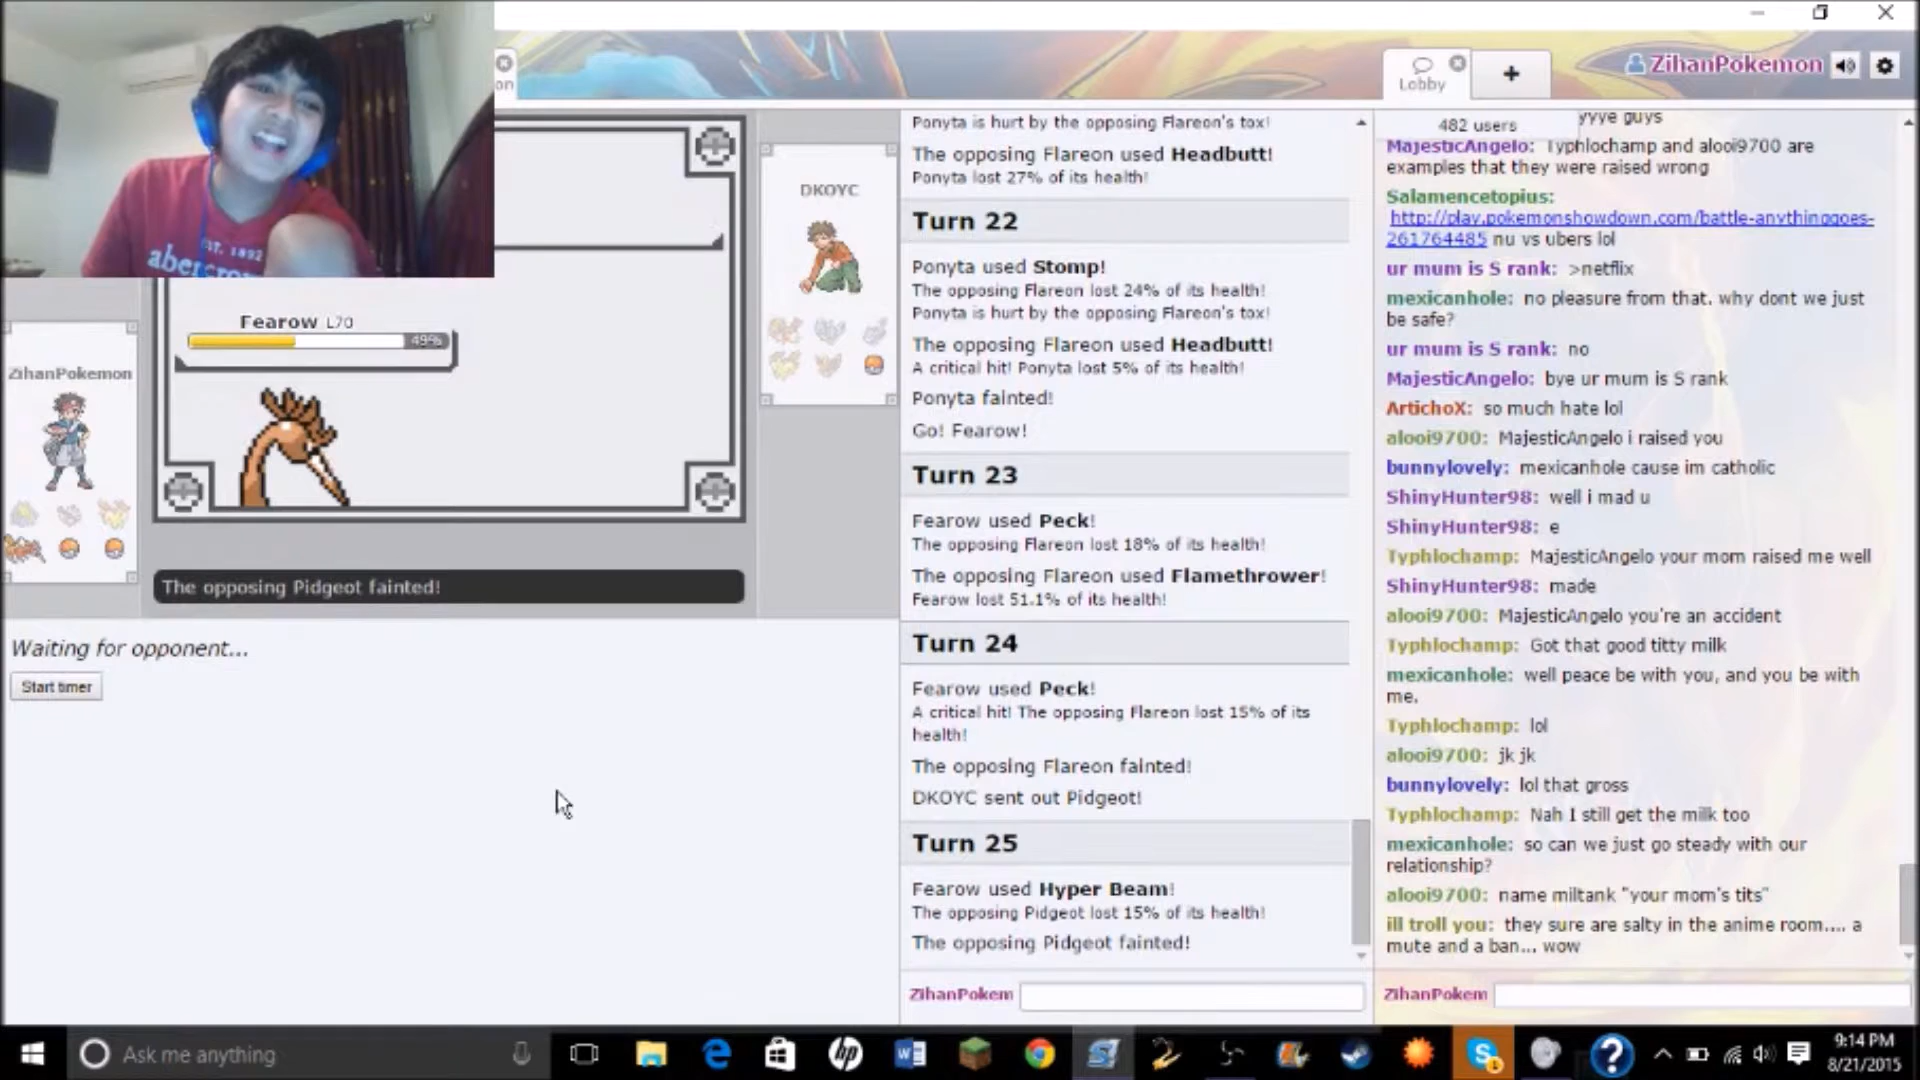 EST. 1892
abercro
on
Lobby
+
ZihanPokemon
DKOYC
Fearow L70
49%
ZihanPokemon
The opposing Pidgeot fainted!
Waiting for opponent...
Start timer
Ponyta is hurt by the opposing Flareon's tox!
The opposing Flareon used Headbutt!
Ponyta lost 27% of its health!
Turn 22
Ponyta used Stomp!
The opposing Flareon lost 24% of its health!
Ponyta is hurt by the opposing Flareon's tox!
The opposing Flareon used Headbutt!
A critical hit! Ponyta lost 5% of its health!
Ponyta fainted!
Go! Fearow!
Turn 23
Fearow used Peck!
The opposing Flareon lost 18% of its health!
The opposing Flareon used Flamethrower!
Fearow lost 51.1% of its health!
Turn 24
Fearow used Peck!
A critical hit! The opposing Flareon lost 15% of its
health!
The opposing Flareon fainted!
DKOYC sent out Pidgeot!
Turn 25
Fearow used Hyper Beam!
The opposing Pidgeot lost 15% of its health!
The opposing Pidgeot fainted!
ZihanPokem
482 users
yyye guys
MajesticAngelo: Typhlochamp and alooi9700 are
examples that they were raised wrong
Salamencetopius:
http://play.pokemonshowdown.com/battle-anythinggoes-
261764485 nu vs ubers lol
ur mum is S rank: >netflix
mexicanhole: no pleasure from that. why dont we just
be safe?
ur mum is S rank: no
MajesticAngelo: bye ur mum is S rank
ArtichoX: so much hate lol
alooi9700: MajesticAngelo i raised you
bunnylovely: mexicanhole cause im catholic
ShinyHunter98: well i mad u
ShinyHunter98: e
Typhlochamp: MajesticAngelo your mom raised me well
ShinyHunter98: made
alooi9700: MajesticAngelo you're an accident
Typhlochamp: Got that good titty milk
mexicanhole: well peace be with you, and you be with
me.
Typhlochamp: lol
alooi9700: jk jk
bunnylovely: lol that gross
Typhlochamp: Nah I still get the milk too
mexicanhole: so can we just go steady with our
relationship?
alooi9700: name miltank "your mom's tits"
ill troll you: they sure are salty in the anime room.... a
mute and a ban... wow
ZihanPokem
Ask me anything
hp
9:14 PM
8/21/2015